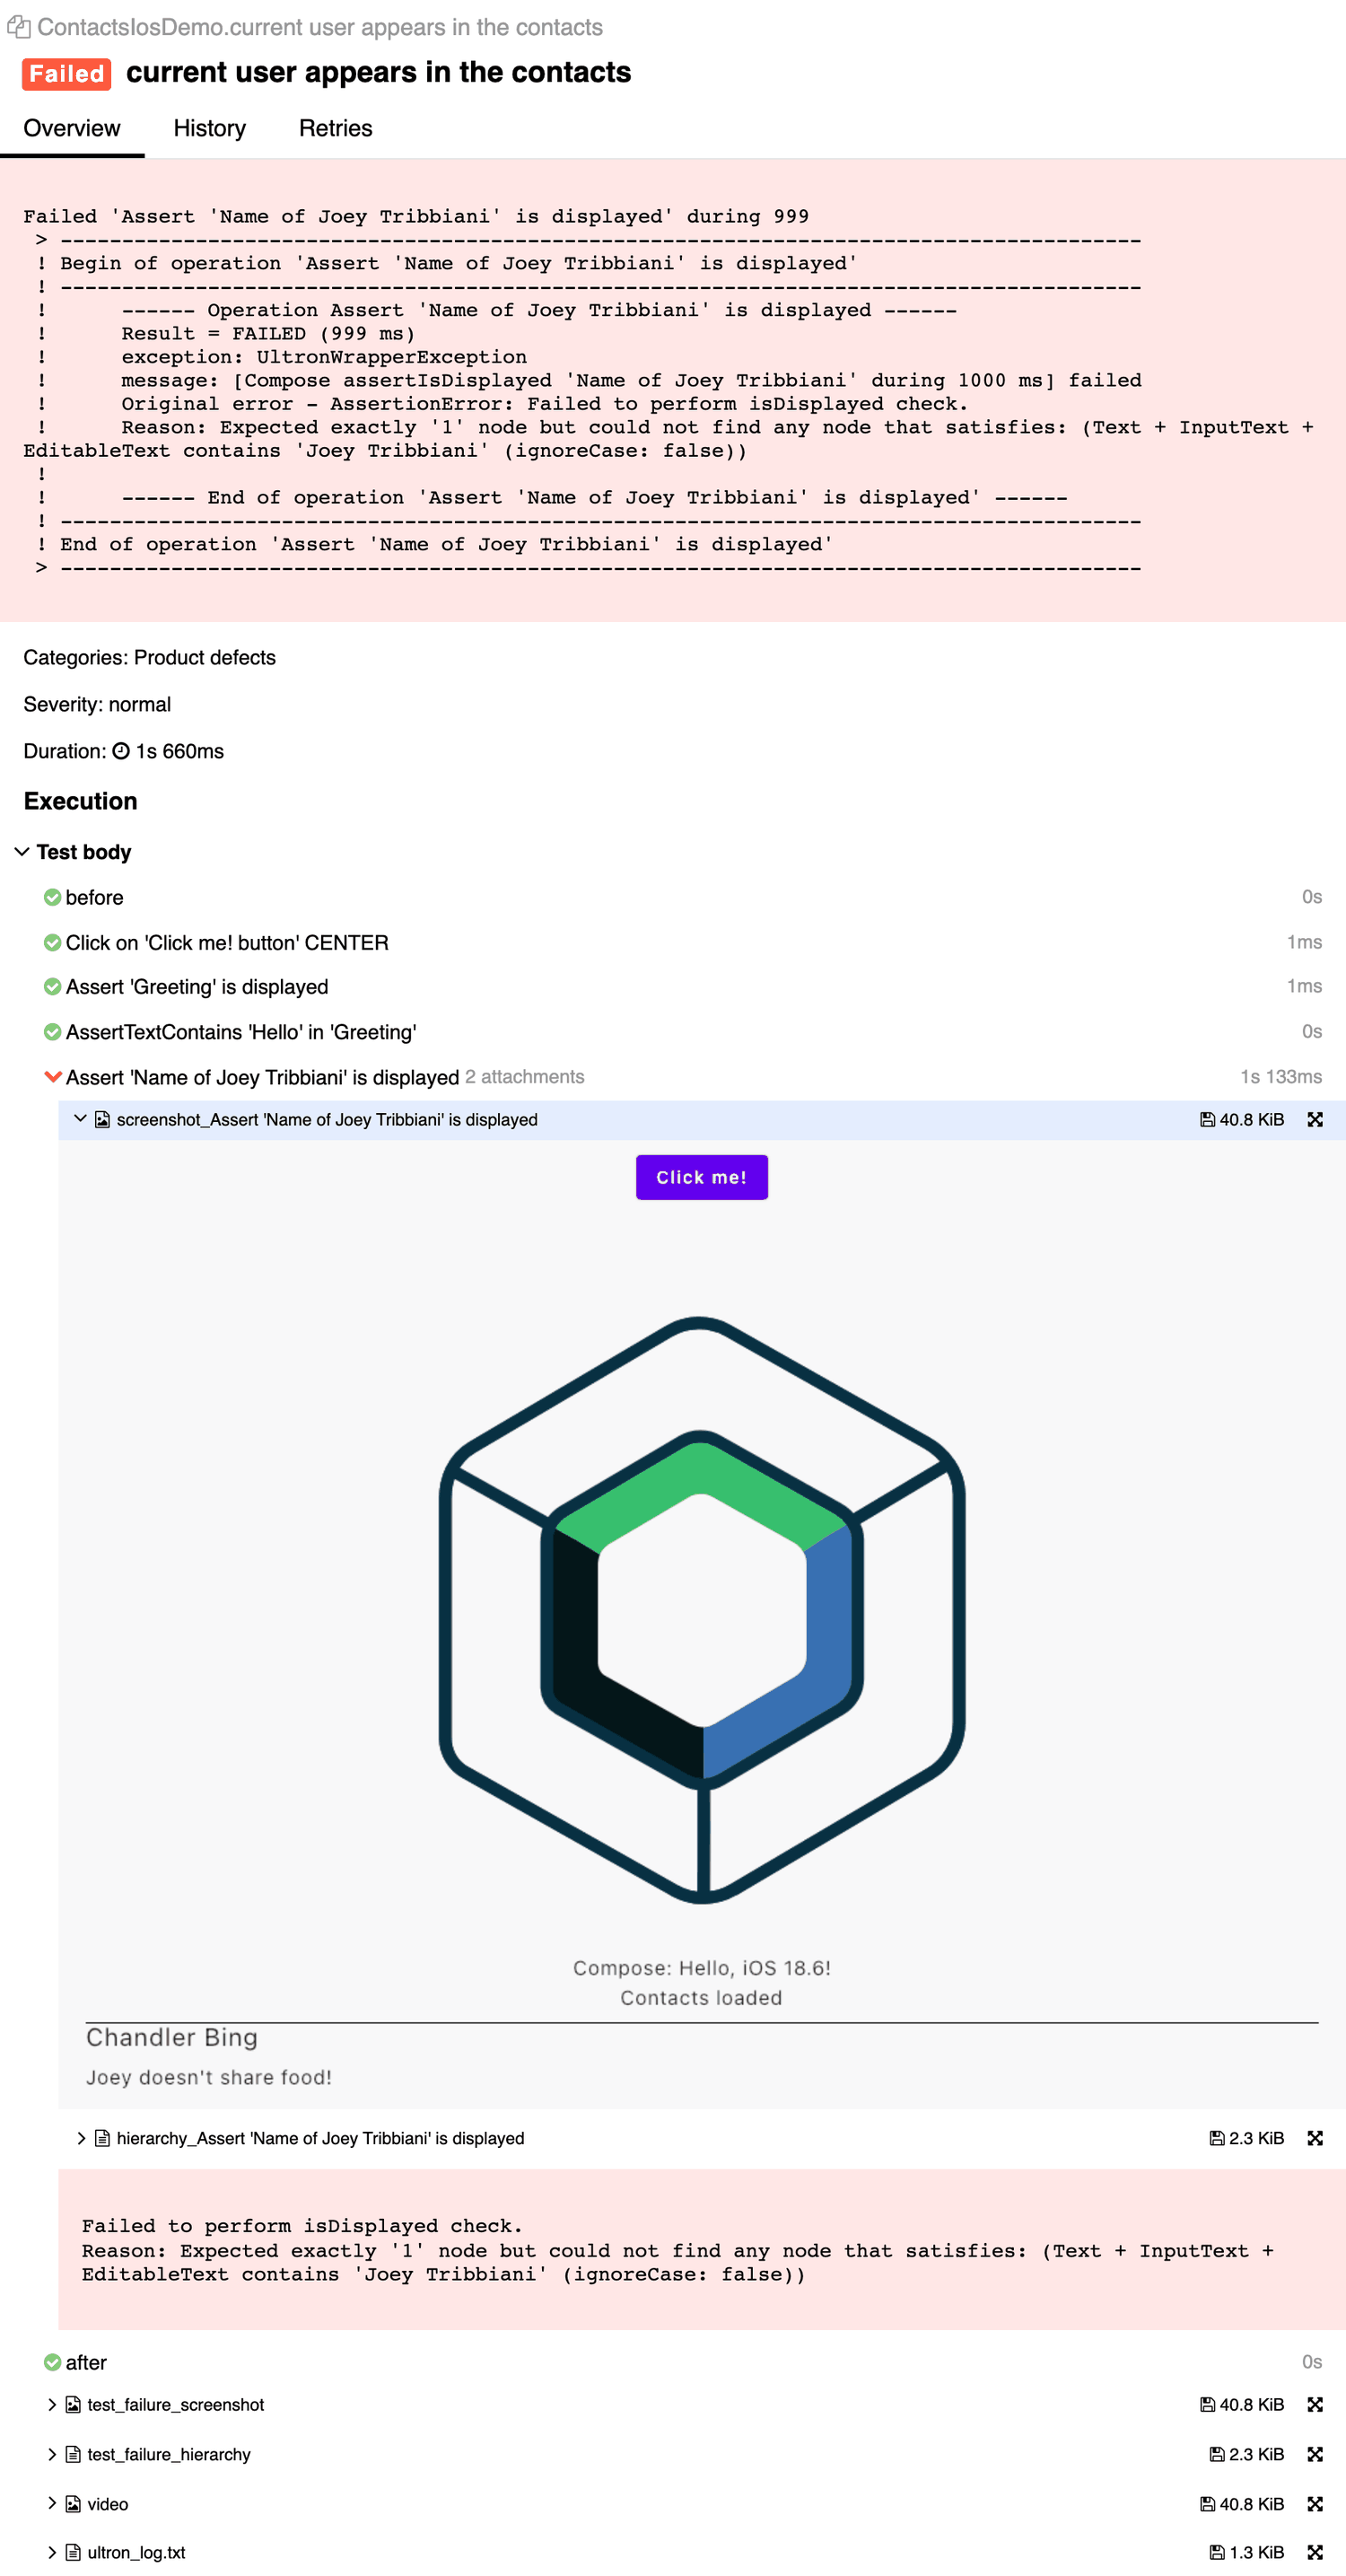 ContactsIosDemo.current user appears in the contacts
Failed current user appears in the contacts
Overview History Retries
Failed 'Assert 'Name of Joey Tribbiani' is displayed' during 999
> ----------------------------------------------------------------------------------------
! Begin of operation 'Assert 'Name of Joey Tribbiani' is displayed'
! ----------------------------------------------------------------------------------------
! ------ Operation Assert 'Name of Joey Tribbiani' is displayed ------
! Result = FAILED (999 ms)
! exception: UltronWrapperException
! message: [Compose assertIsDisplayed 'Name of Joey Tribbiani' during 1000 ms] failed
! Original error - AssertionError: Failed to perform isDisplayed check.
! Reason: Expected exactly '1' node but could not find any node that satisfies: (Text + InputText +
EditableText contains 'Joey Tribbiani' (ignoreCase: false))
!
! ------ End of operation 'Assert 'Name of Joey Tribbiani' is displayed' ------
! ----------------------------------------------------------------------------------------
! End of operation 'Assert 'Name of Joey Tribbiani' is displayed'
> ----------------------------------------------------------------------------------------
Categories: Product defects
Severity: normal
Duration: 1s 660ms
Execution
Test body
before 0s
Click on 'Click me! button' CENTER 1ms
Assert 'Greeting' is displayed 1ms
AssertTextContains 'Hello' in 'Greeting' 0s
Assert 'Name of Joey Tribbiani' is displayed 2 attachments 1s 133ms
screenshot_Assert 'Name of Joey Tribbiani' is displayed 40.8 KiB
Click me!
Compose: Hello, iOS 18.6!
Contacts loaded
Chandler Bing
Joey doesn't share food!
hierarchy_Assert 'Name of Joey Tribbiani' is displayed 2.3 KiB
Failed to perform isDisplayed check.
Reason: Expected exactly '1' node but could not find any node that satisfies: (Text + InputText +
EditableText contains 'Joey Tribbiani' (ignoreCase: false))
after 0s
test_failure_screenshot 40.8 KiB
test_failure_hierarchy 2.3 KiB
video 40.8 KiB
ultron_log.txt 1.3 KiB